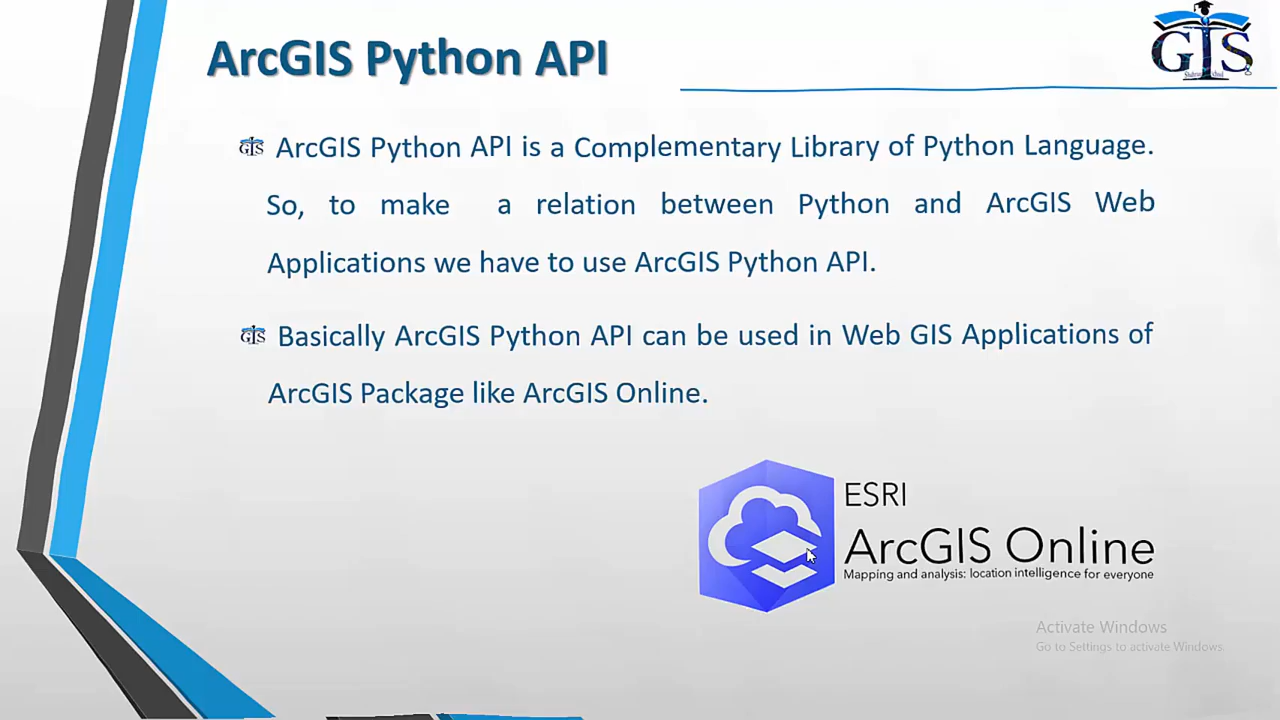 ArcGIS Python API
GIS
ArcGIS Python API is a Complementary Library of Python Language.
So, to make a relation between Python and ArcGIS Web
Applications we have to use ArcGIS Python API.
Basically ArcGIS Python API can be used in Web GIS Applications of
ArcGIS Package like ArcGIS Online.
ESRI
ArcGIS Online
Mapping and analysis: location intelligence for everyone
Activate Windows
Go to Settings to activate Windows.